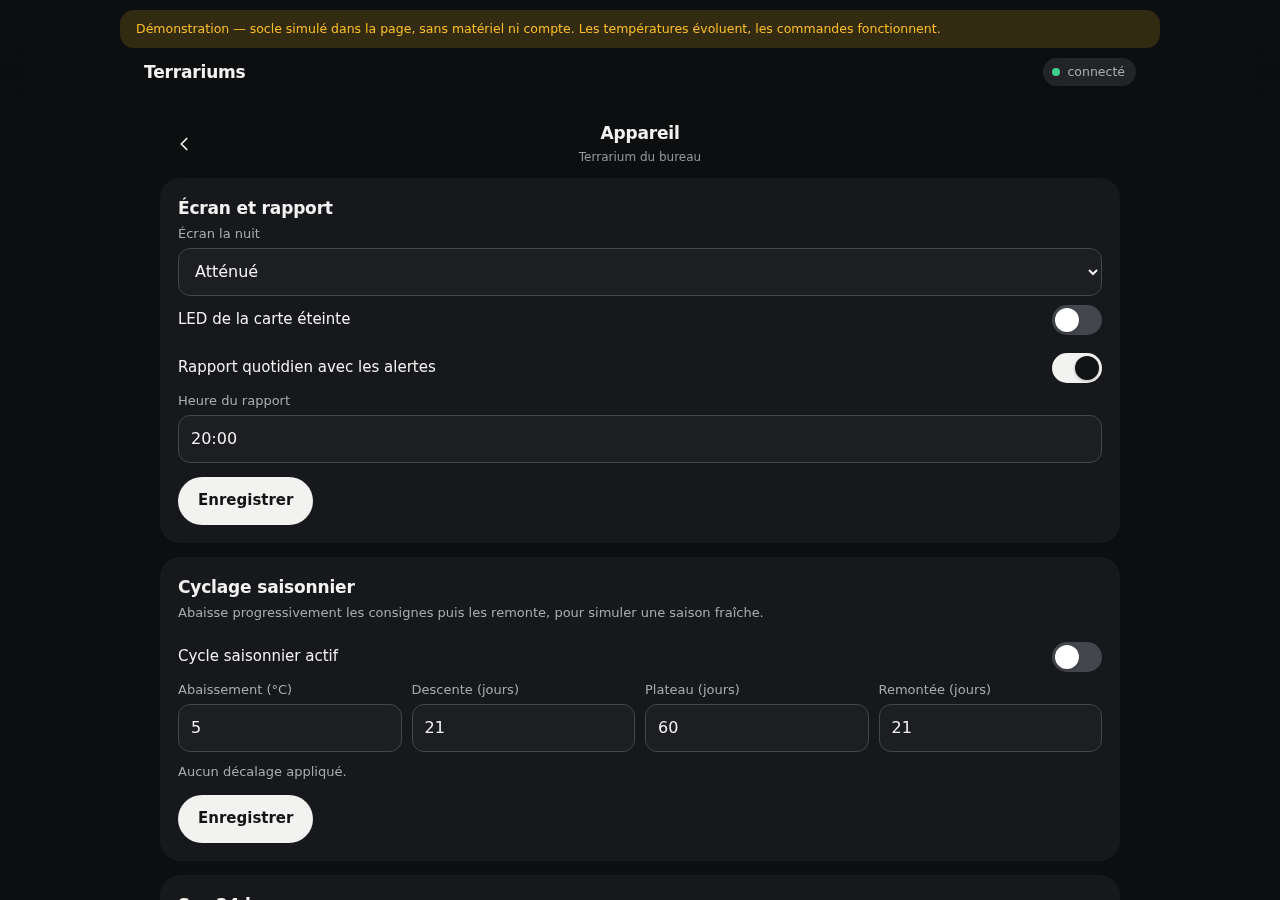 Démonstration — socle simulé dans la page, sans matériel ni compte. Les températures évoluent, les commandes fonctionnent.
Terrariums
connecté
Appareil
Terrarium du bureau
Écran et rapport
Écran la nuit
Atténué
LED de la carte éteinte
Rapport quotidien avec les alertes
Heure du rapport
20:00
Enregistrer
Cyclage saisonnier
Abaisse progressivement les consignes puis les remonte, pour simuler une saison fraîche.
Cycle saisonnier actif
Abaissement (°C) Descente (jours) Plateau (jours) Remontée (jours)
5 21 60 21
Aucun décalage appliqué.
Enregistrer